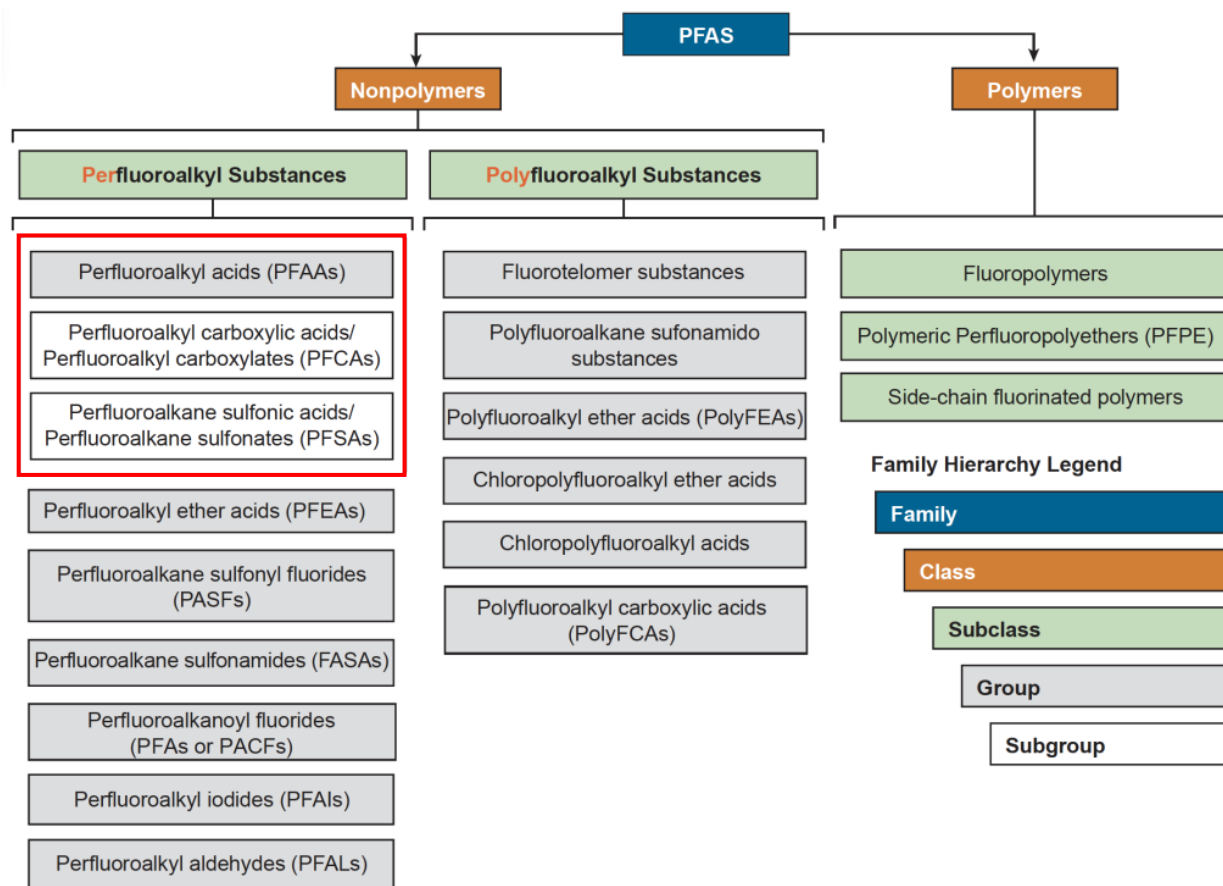 PFAS
Nonpolymers
Polymers
Perfluoroalkyl Substances
Polyfluoroalkyl Substances
Perfluoroalkyl acids (PFAAs)
Perfluoroalkyl carboxylic acids/
Perfluoroalkyl carboxylates (PFCAs)
Perfluoroalkane sulfonic acids/
Perfluoroalkane sulfonates (PFSAs)
Perfluoroalkyl ether acids (PFEAs)
Perfluoroalkane sulfonyl fluorides
(PASFs)
Perfluoroalkane sulfonamides (FASAs)
Perfluoroalkanoyl fluorides
(PFAs or PACFs)
Perfluoroalkyl iodides (PFAIs)
Perfluoroalkyl aldehydes (PFALs)
Fluorotelomer substances
Polyfluoroalkane sufonamido
substances
Polyfluoroalkyl ether acids (PolyFEAs)
Chloropolyfluoroalkyl ether acids
Chloropolyfluoroalkyl acids
Polyfluoroalkyl carboxylic acids
(PolyFCAs)
Fluoropolymers
Polymeric Perfluoropolyethers (PFPE)
Side-chain fluorinated polymers
Family Hierarchy Legend
Family
Class
Subclass
Group
Subgroup